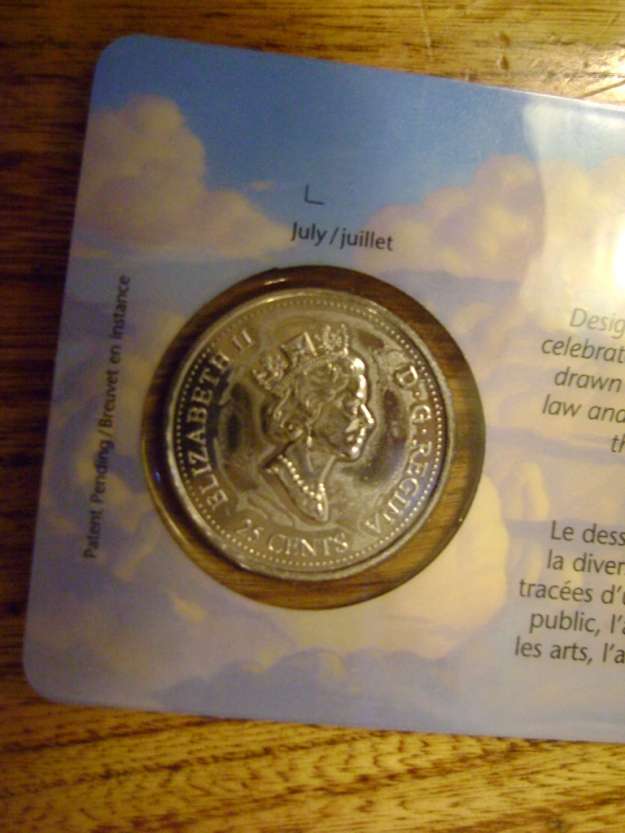 July/juillet
Patent Pending/Breuvet en instance
ELIZABETH II D·G·REGINA
25 CENTS
Desig
celebrat
drawn
law and
th
Le dess
la diver
tracées d'u
public, l'a
les arts, l'a